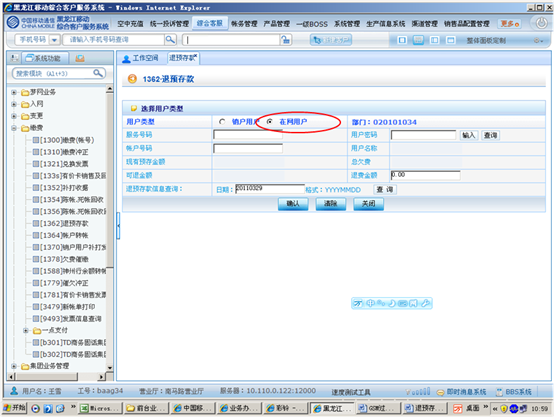 黑龙江移动综合客户服务系统 - Windows Internet Explorer
中国移动通信
CHINA MOBILE
黑龙江移动
综合客户服务系统
空中充值 统一投诉管理 综合客服 帐务管理 产品管理 一级BOSS 系统管理 生产信息系统 渠道管理 销售品配置管理 更多
手机号码 请输入手机号码查询 整体面板定制
系统功能
工作空间 退预存款
搜索模块 (Alt+3)
1362·退预存款
梦网业务
入网
变更
缴费
[1300]缴费(帐号)
[1310]缴费冲正
[1321]兑换发票
[133s]有价卡销售及回
[1352]补打收据
[1354]陈帐、死帐回收
[1356]陈帐、死帐回收
[1362]退预存款
[1364]帐户转帐
[1370]销户用户补打发
[1378]欠费催缴
[1588]神州行余额转帐
[1779]催欠冲正
[1781]有价卡销售发票
[3479]新帐单打印
[9493]发票信息查询
一点支付
[b301]TD商务固话集团
[b302]TD商务固话集团
集团业务管理
选择用户类型
用户类型 销户用户 在网用户 部门：020101034
服务号码 用户密码 输入 查询
帐户号码 用户名称
现有预存金额 总欠费
可退金额 退费金额 0.00
退预存款信息查询： 日期： 20110329 格式：YYYYMMDD 查 询
确认 清除 关闭
用户名：王雪 工号：baag34 营业厅：南马路营业厅 服务器：10.110.0.122:12000 速度测试工具 即时消息系统 BBS系统
开始 Micros... 前台业... 中国移... 业务办... 彩铃 -... 黑龙江... GSM过... 退预存... 桌面 10:59